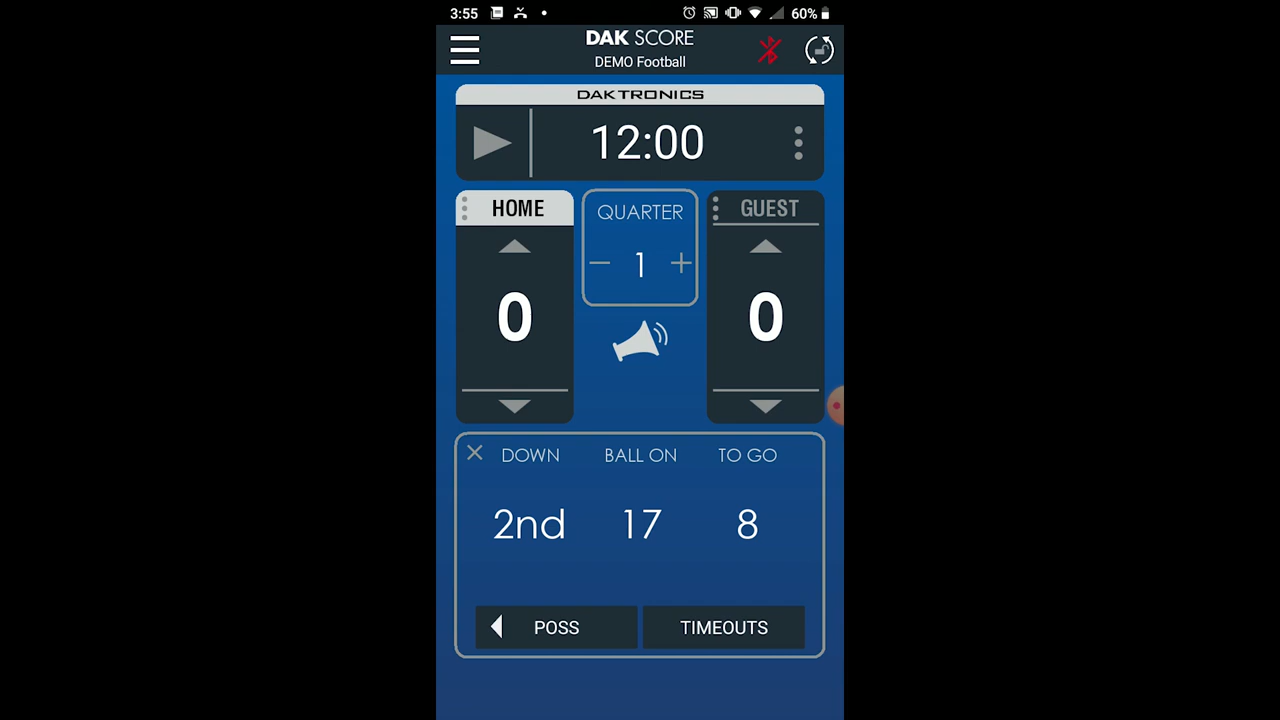 3:55 60%
DAK SCORE
DEMO Football
DAKTRONICS
12:00
HOME QUARTER GUEST
0 1 0
DOWN BALL ON TO GO
2nd 17 8
POSS TIMEOUTS